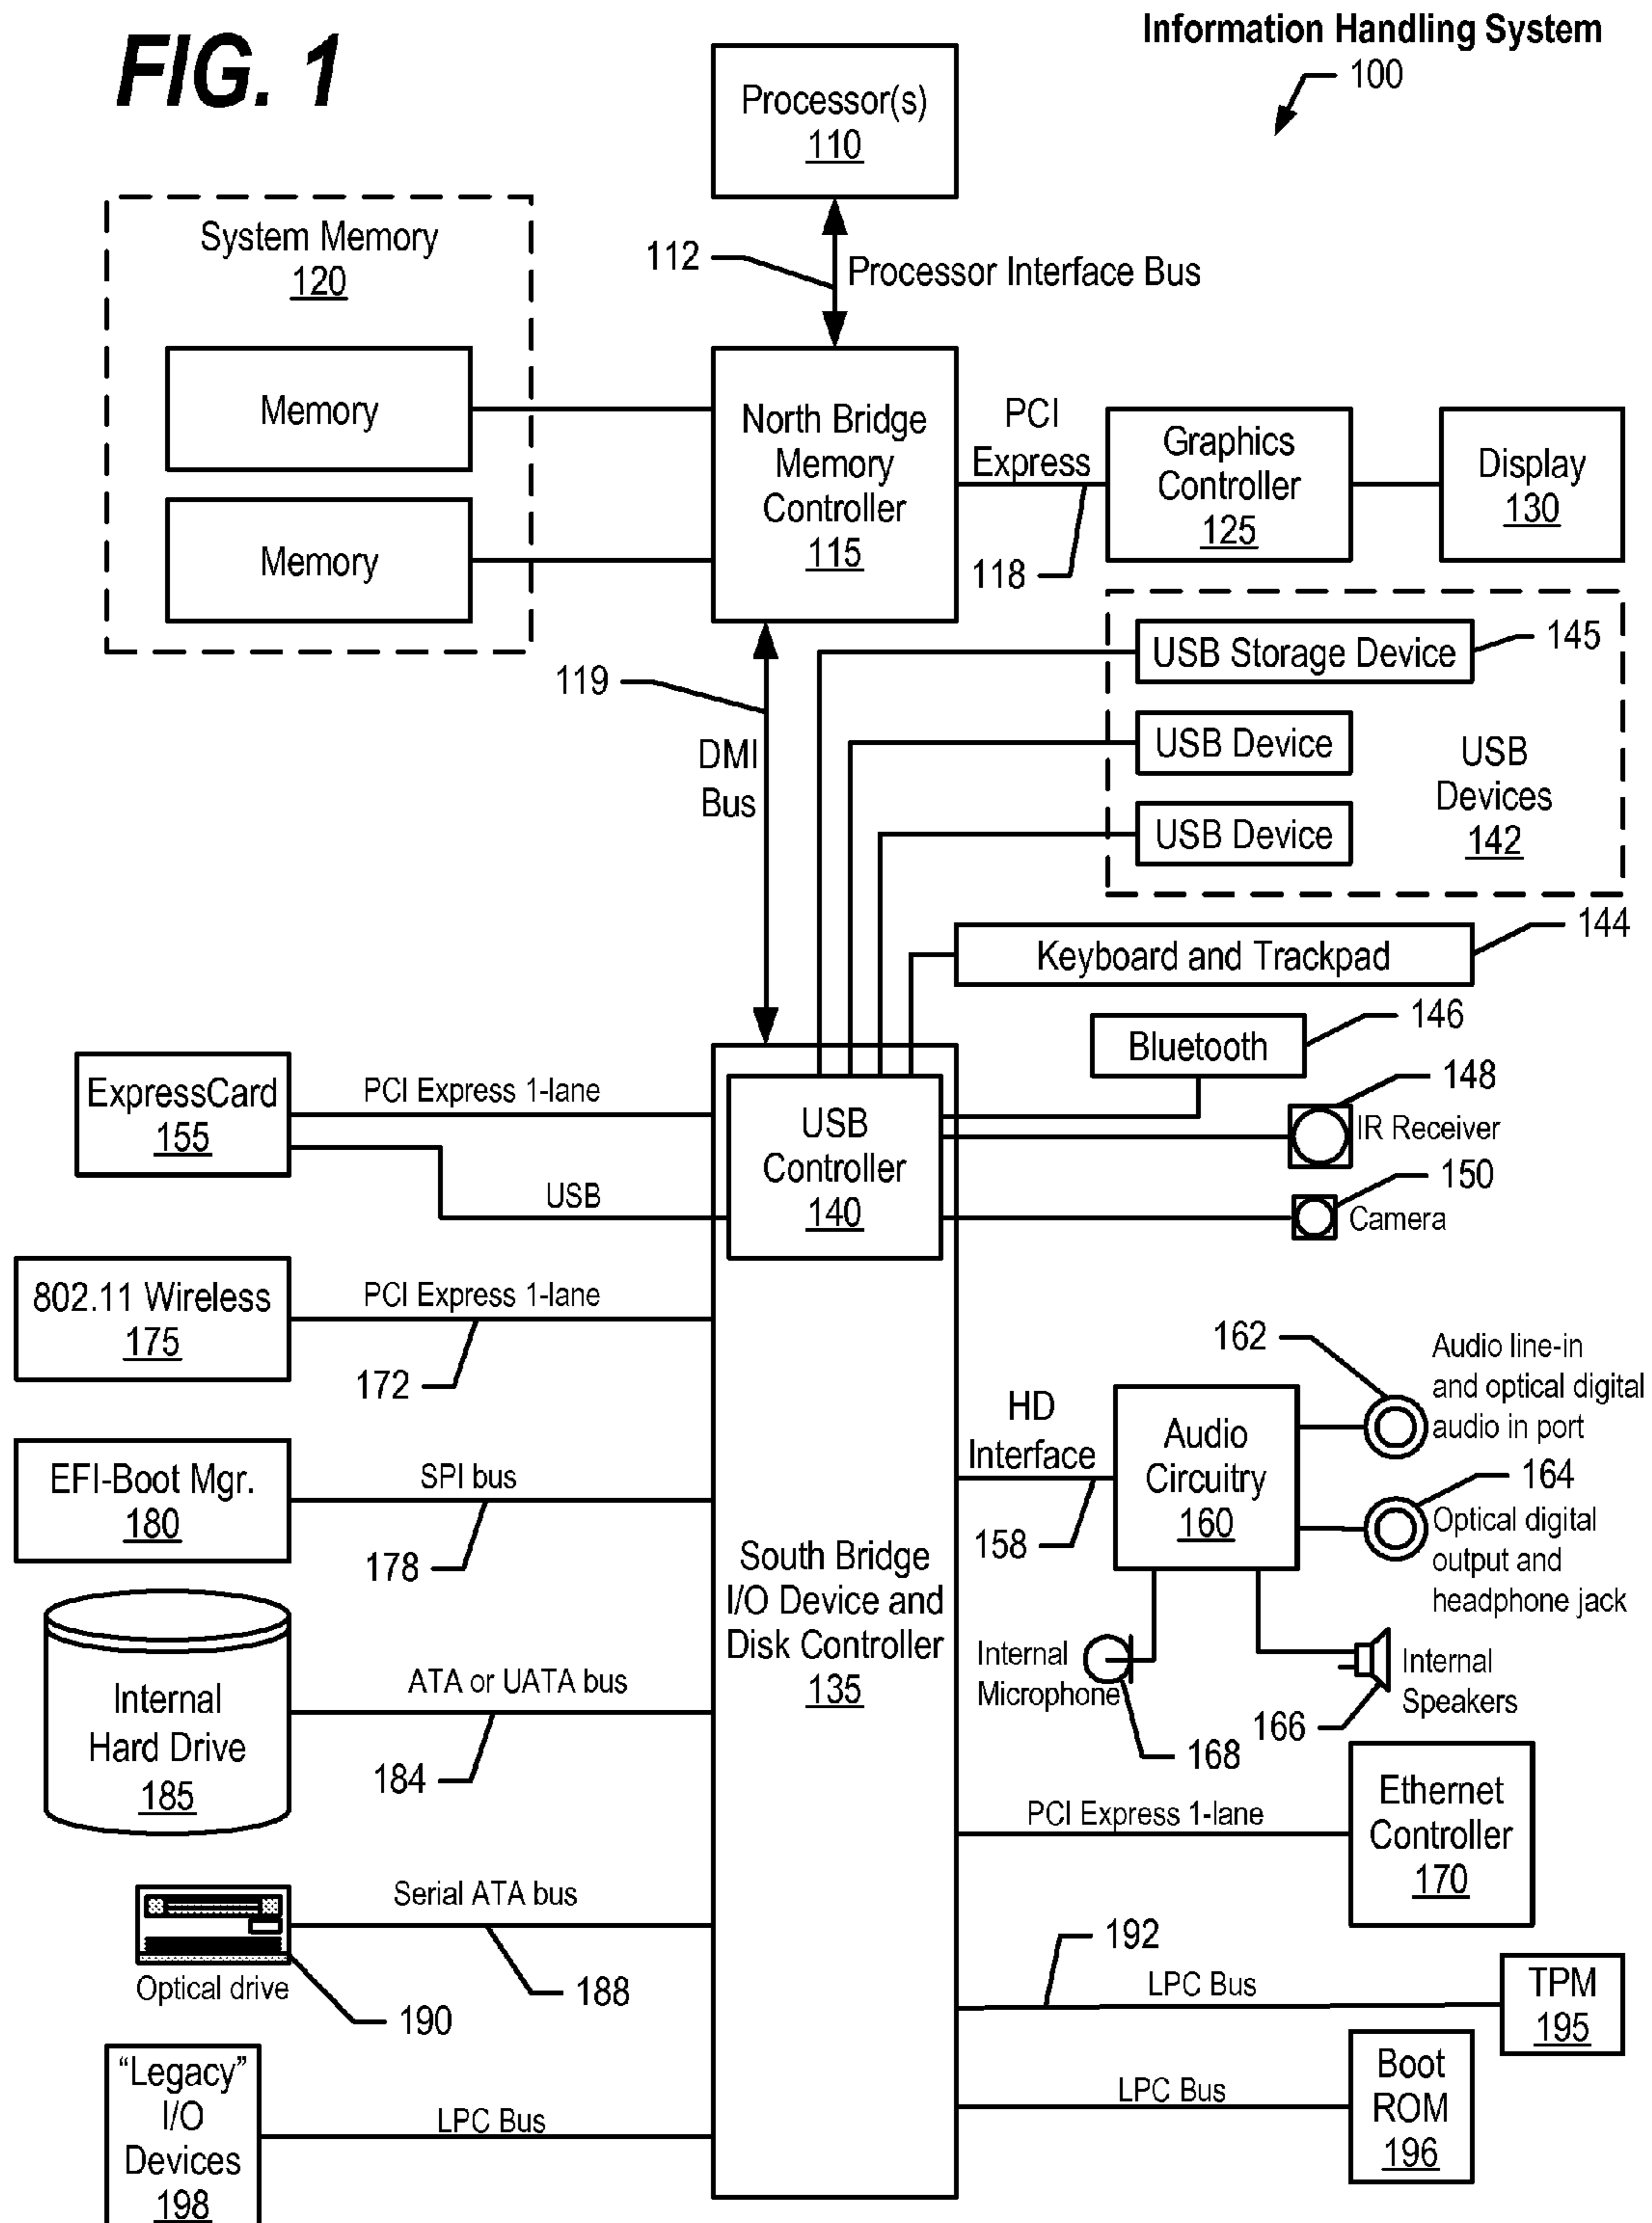 FIG. 1
Information Handling System
100
Processor(s)
110
System Memory
120
112
Processor Interface Bus
Memory
Memory
North Bridge
Memory
Controller
115
PCI
Express
118
Graphics
Controller
125
Display
130
119
DMI
Bus
USB Storage Device
145
USB Device
USB Device
USB
Devices
142
Keyboard and Trackpad
144
Bluetooth
146
148
IR Receiver
150
Camera
ExpressCard
155
PCI Express 1-lane
USB
USB
Controller
140
802.11 Wireless
175
PCI Express 1-lane
172
EFI-Boot Mgr.
180
SPI bus
178
South Bridge
I/O Device and
Disk Controller
135
HD
Interface
158
Audio
Circuitry
160
162
Audio line-in
and optical digital
audio in port
164
Optical digital
output and
headphone jack
Internal
Microphone
168
166
Internal
Speakers
Internal
Hard Drive
185
ATA or UATA bus
184
PCI Express 1-lane
Ethernet
Controller
170
Serial ATA bus
188
Optical drive
190
192
LPC Bus
TPM
195
"Legacy"
I/O
Devices
198
LPC Bus
LPC Bus
Boot
ROM
196